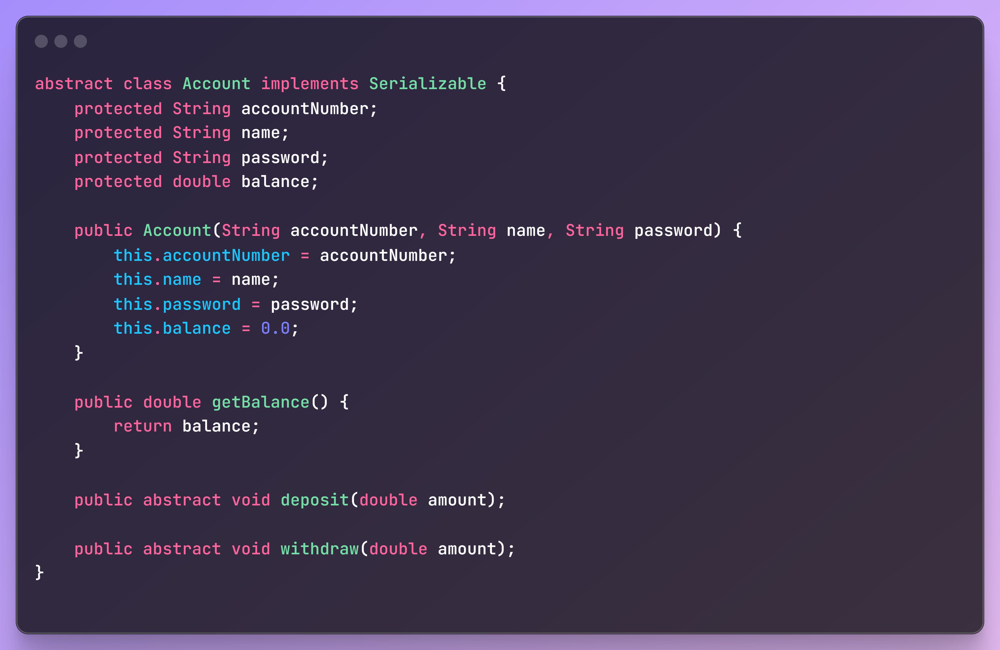 abstract class Account implements Serializable {
    protected String accountNumber;
    protected String name;
    protected String password;
    protected double balance;

    public Account(String accountNumber, String name, String password) {
        this.accountNumber = accountNumber;
        this.name = name;
        this.password = password;
        this.balance = 0.0;
    }

    public double getBalance() {
        return balance;
    }

    public abstract void deposit(double amount);

    public abstract void withdraw(double amount);
}